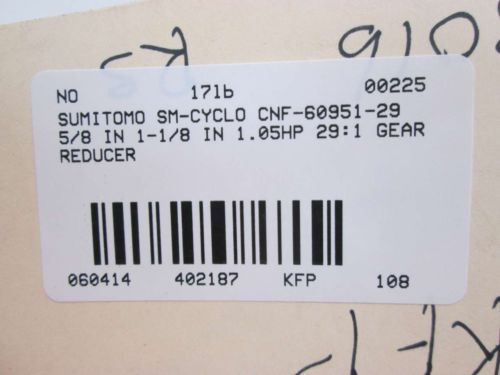 NO 17lb 00225
SUMITOMO SM-CYCLO CNF-60951-29
5/8 IN 1-1/8 IN 1.05HP 29:1 GEAR
REDUCER
060414 402187 KFP 108